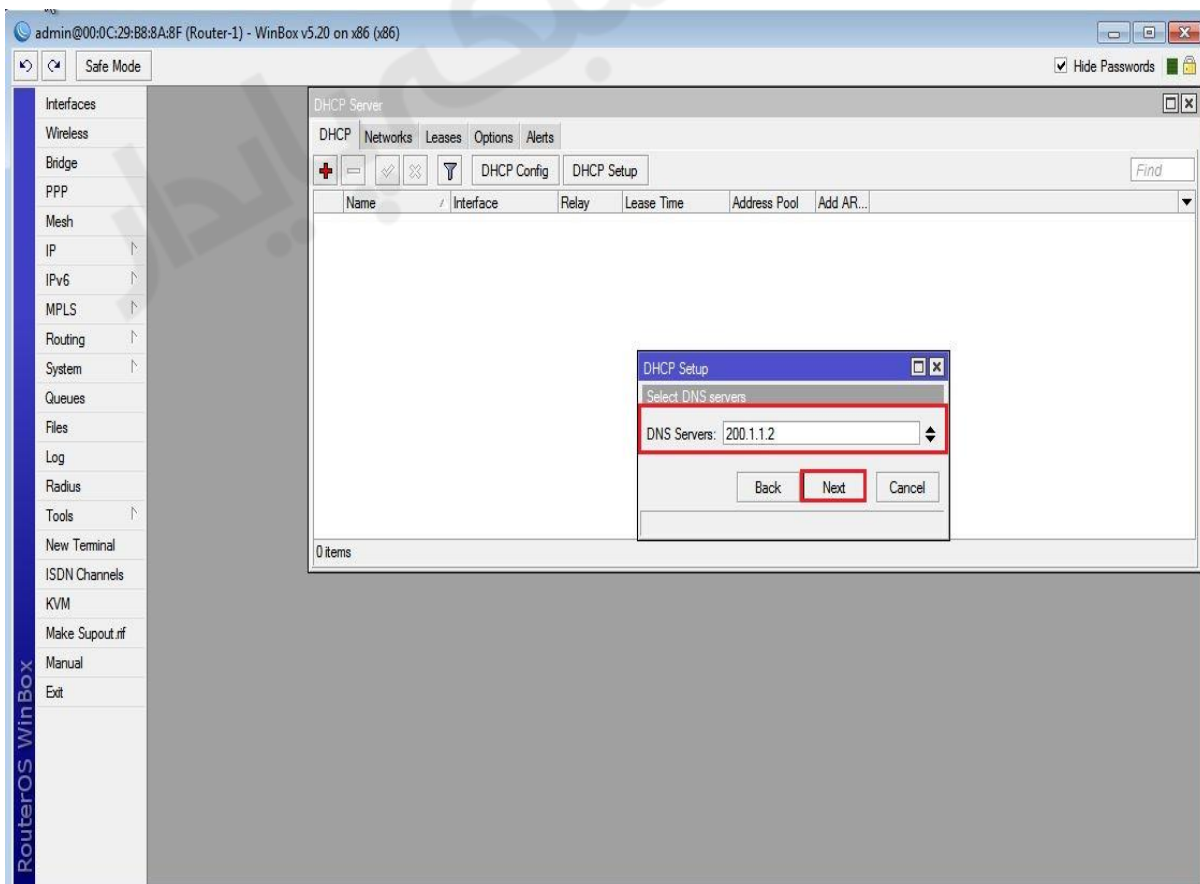 admin@00:0C:29:B8:8A:8F (Router-1) - WinBox v5.20 on x86 (x86)
Safe Mode
Hide Passwords
Interfaces
Wireless
Bridge
PPP
Mesh
IP
IPv6
MPLS
Routing
System
Queues
Files
Log
Radius
Tools
New Terminal
ISDN Channels
KVM
Make Supout.rif
Manual
Exit
RouterOS WinBox
DHCP Server
DHCP Networks Leases Options Alerts
DHCP Config DHCP Setup Find
Name Interface Relay Lease Time Address Pool Add AR...
DHCP Setup
Select DNS servers
DNS Servers: 200.1.1.2
Back Next Cancel
0 items
پایدار